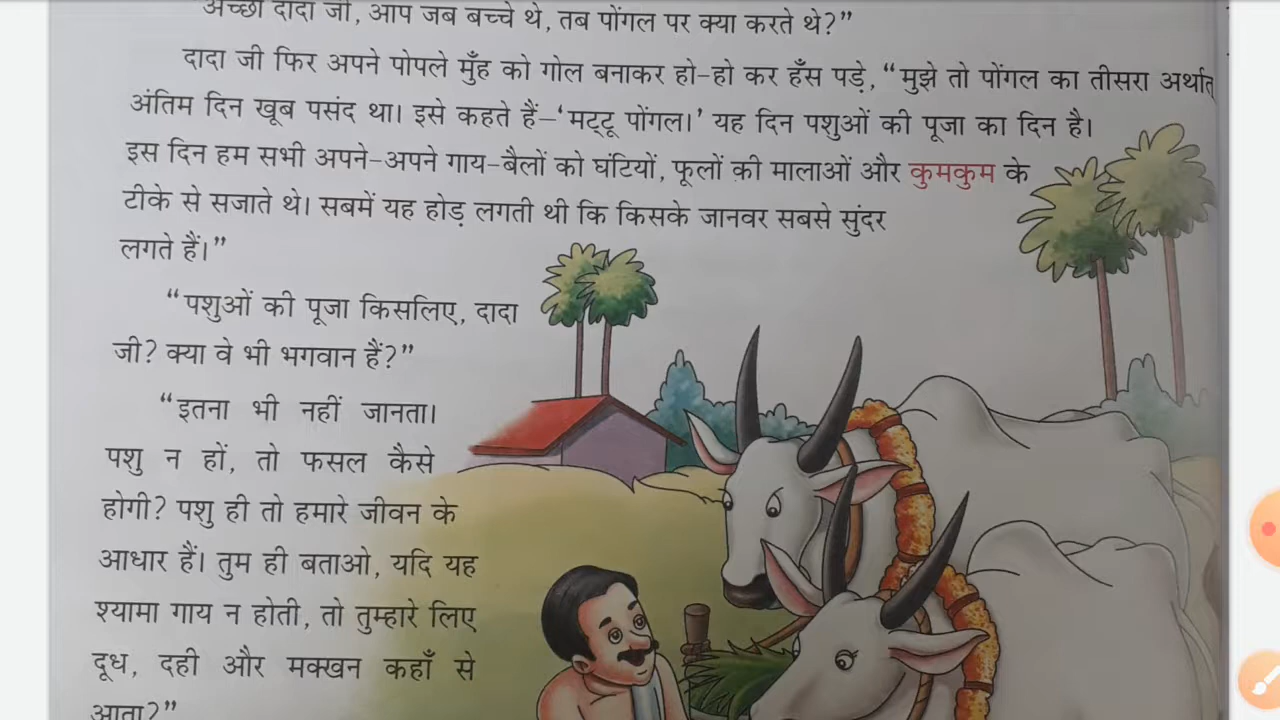 “अच्छा दादा जी, आप जब बच्चे थे, तब पोंगल पर क्या करते थे?”
दादा जी फिर अपने पोपले मुँह को गोल बनाकर हो-हो कर हँस पड़े, “मुझे तो पोंगल का तीसरा अर्थात्
अंतिम दिन खूब पसंद था। इसे कहते हैं–‘मट्टू पोंगल।’ यह दिन पशुओं की पूजा का दिन है।
इस दिन हम सभी अपने-अपने गाय-बैलों को घंटियों, फूलों की मालाओं और कुमकुम के
टीके से सजाते थे। सबमें यह होड़ लगती थी कि किसके जानवर सबसे सुंदर
लगते हैं।”
“पशुओं की पूजा किसलिए, दादा
जी? क्या वे भी भगवान हैं?”
“इतना भी नहीं जानता।
पशु न हों, तो फसल कैसे
होगी? पशु ही तो हमारे जीवन के
आधार हैं। तुम ही बताओ, यदि यह
श्यामा गाय न होती, तो तुम्हारे लिए
दूध, दही और मक्खन कहाँ से
आता?”